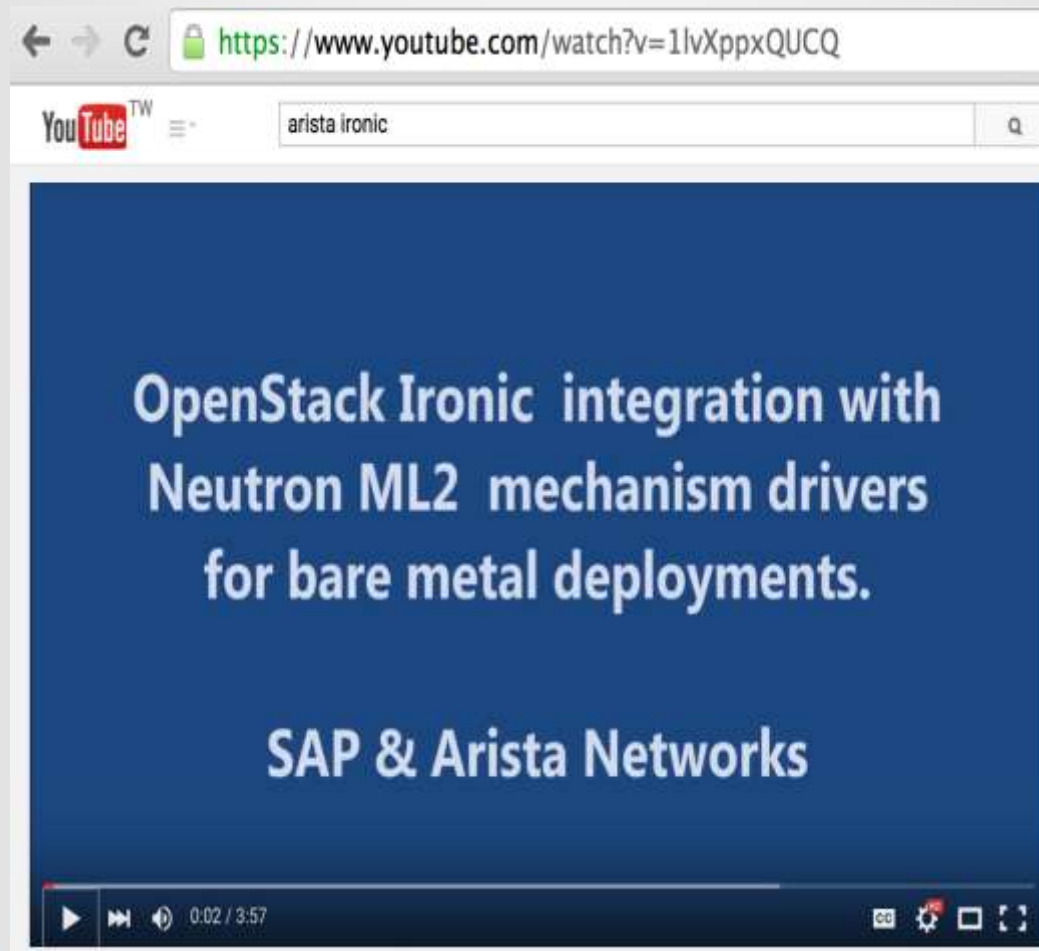 https://www.youtube.com/watch?v=1lvXppxQUCQ
YouTube TW
arista ironic
OpenStack Ironic integration with
Neutron ML2 mechanism drivers
for bare metal deployments.
SAP & Arista Networks
0:02 / 3:57
CC